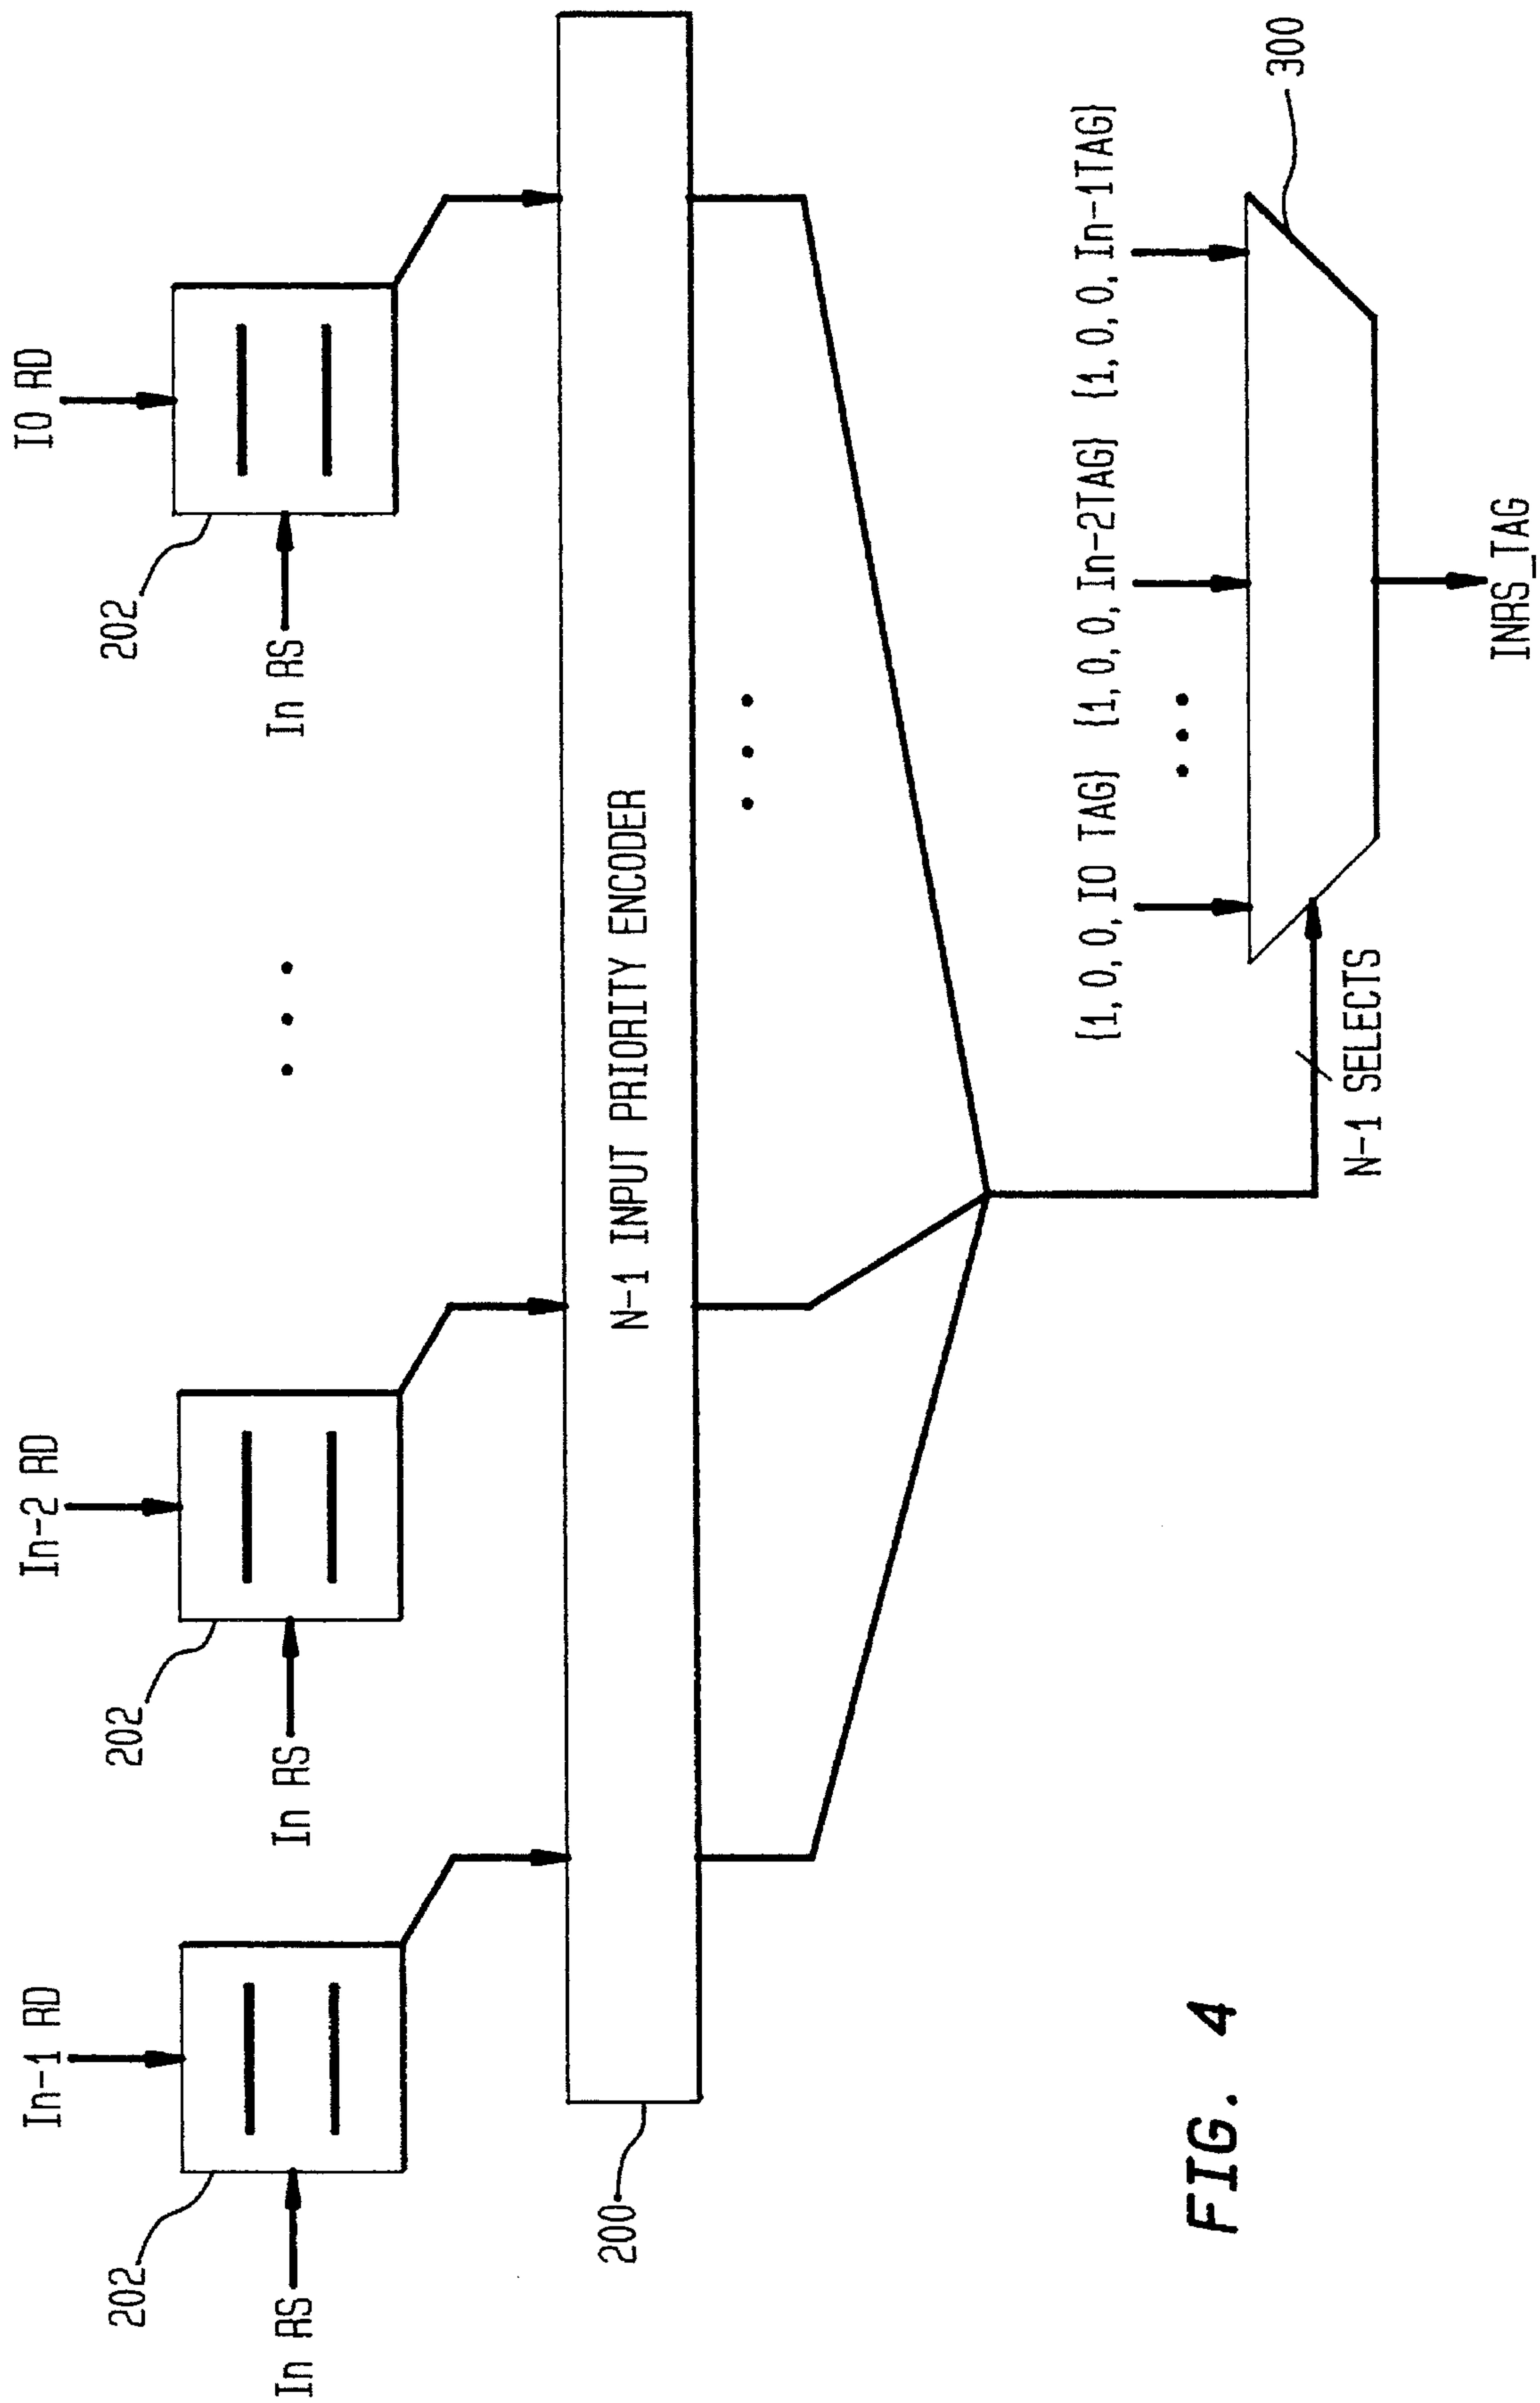 In-1 RD
In-2 RD
IO RD
202
202
202
In RS
In RS
In RS
200
N-1 INPUT PRIORITY ENCODER
{1,0,0,IO TAG} {1,0,0,In-2TAG} {1,0,0,In-1TAG}
N-1 SELECTS
300
INRS_TAG
FIG. 4